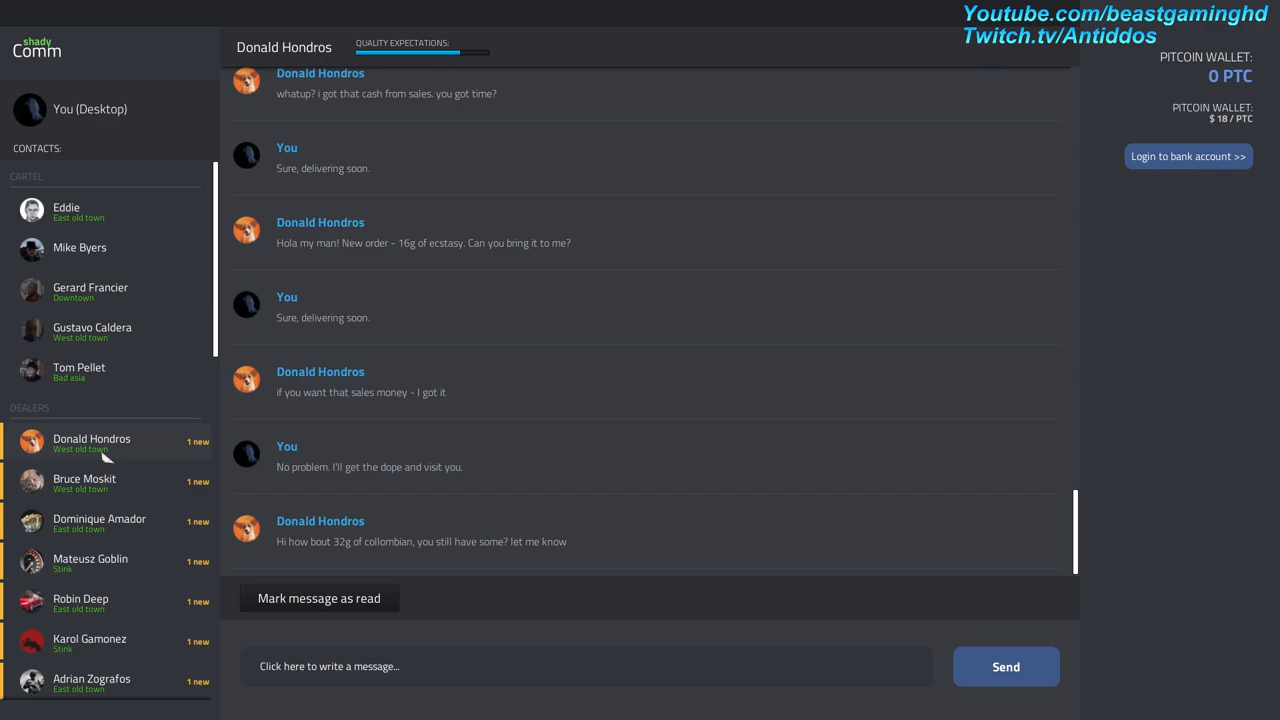 Youtube.com/beastgaminghd
Twitch.tv/Antiddos
shady
Comm
You (Desktop)
CONTACTS:
CARTEL
Eddie
East old town
Mike Byers
Gerard Francier
Downtown
Gustavo Caldera
West old town
Tom Pellet
Bad asia
DEALERS
Donald Hondros
West old town
1 new
Bruce Moskit
West old town
1 new
Dominique Amador
East old town
1 new
Mateusz Goblin
Stink
1 new
Robin Deep
East old town
1 new
Karol Gamonez
Stink
1 new
Adrian Zografos
East old town
1 new
Donald Hondros
QUALITY EXPECTATIONS:
Donald Hondros
whatup? i got that cash from sales. you got time?
You
Sure, delivering soon.
Donald Hondros
Hola my man! New order - 16g of ecstasy. Can you bring it to me?
You
Sure, delivering soon.
Donald Hondros
if you want that sales money - I got it
You
No problem. I'll get the dope and visit you.
Donald Hondros
Hi how bout 32g of collombian, you still have some? let me know
Mark message as read
Click here to write a message...
Send
PITCOIN WALLET:
0 PTC
PITCOIN WALLET:
$ 18 / PTC
Login to bank account >>